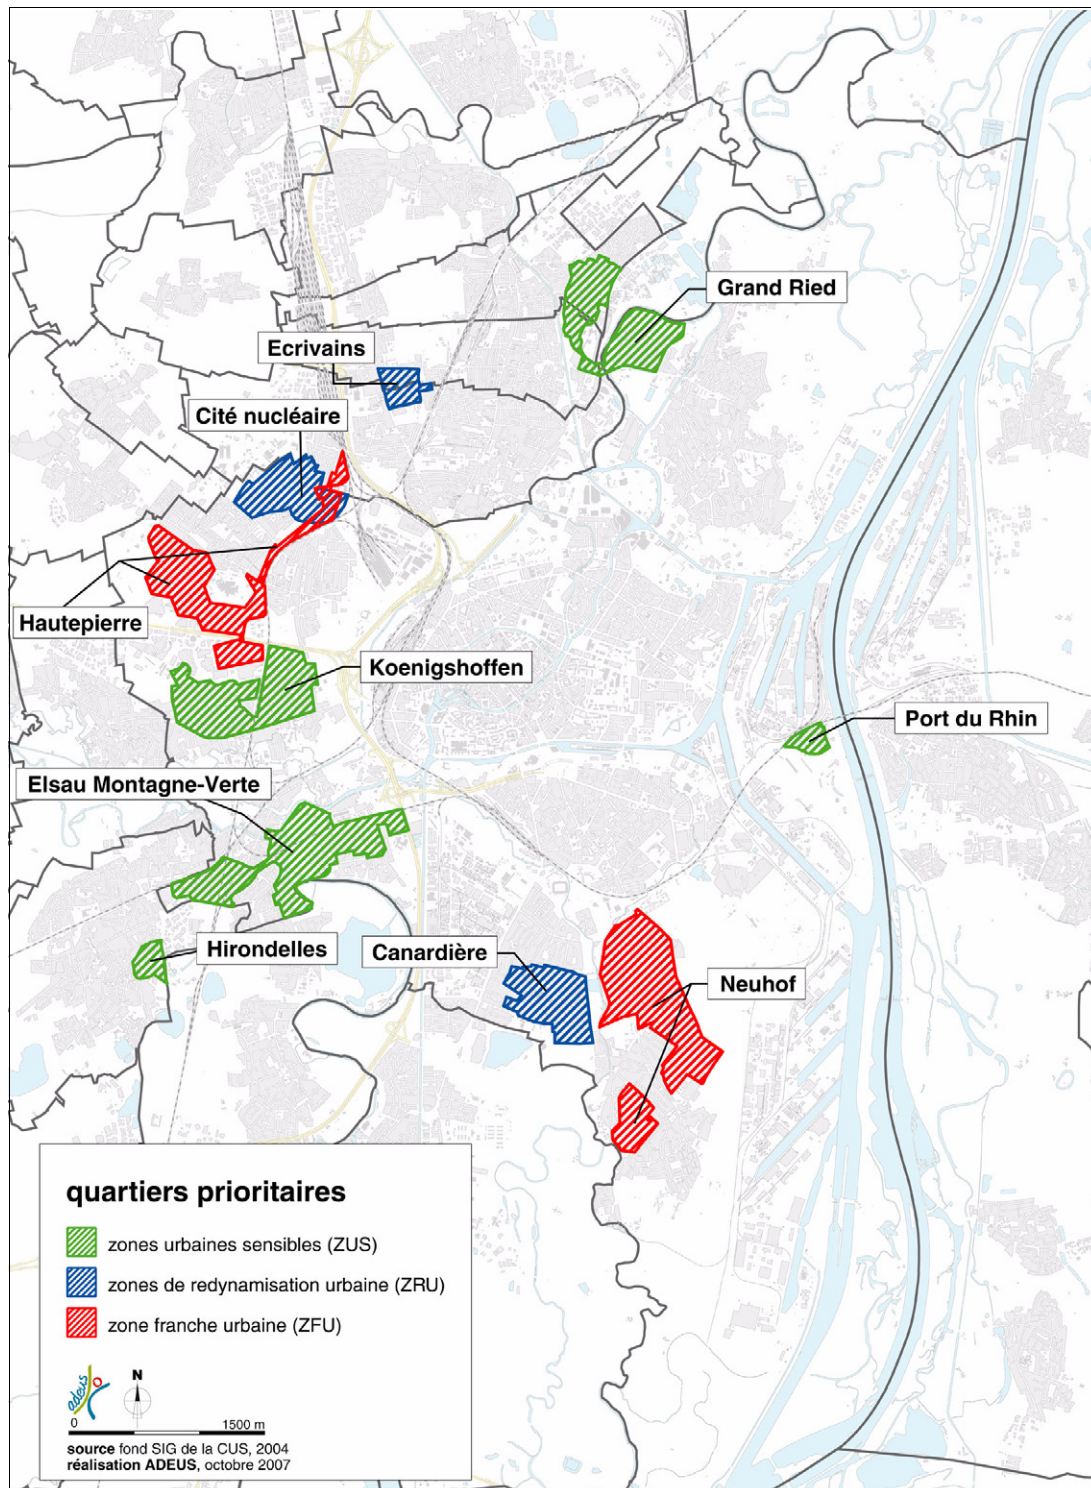 Grand Ried
Ecrivains
Cité nucléaire
Hautepierre
Koenigshoffen
Port du Rhin
Elsau Montagne-Verte
Hirondelles
Canardière
Neuhof
quartiers prioritaires
zones urbaines sensibles (ZUS)
zones de redynamisation urbaine (ZRU)
zone franche urbaine (ZFU)
adeus
N
0 1500 m
source fond SIG de la CUS, 2004
réalisation ADEUS, octobre 2007